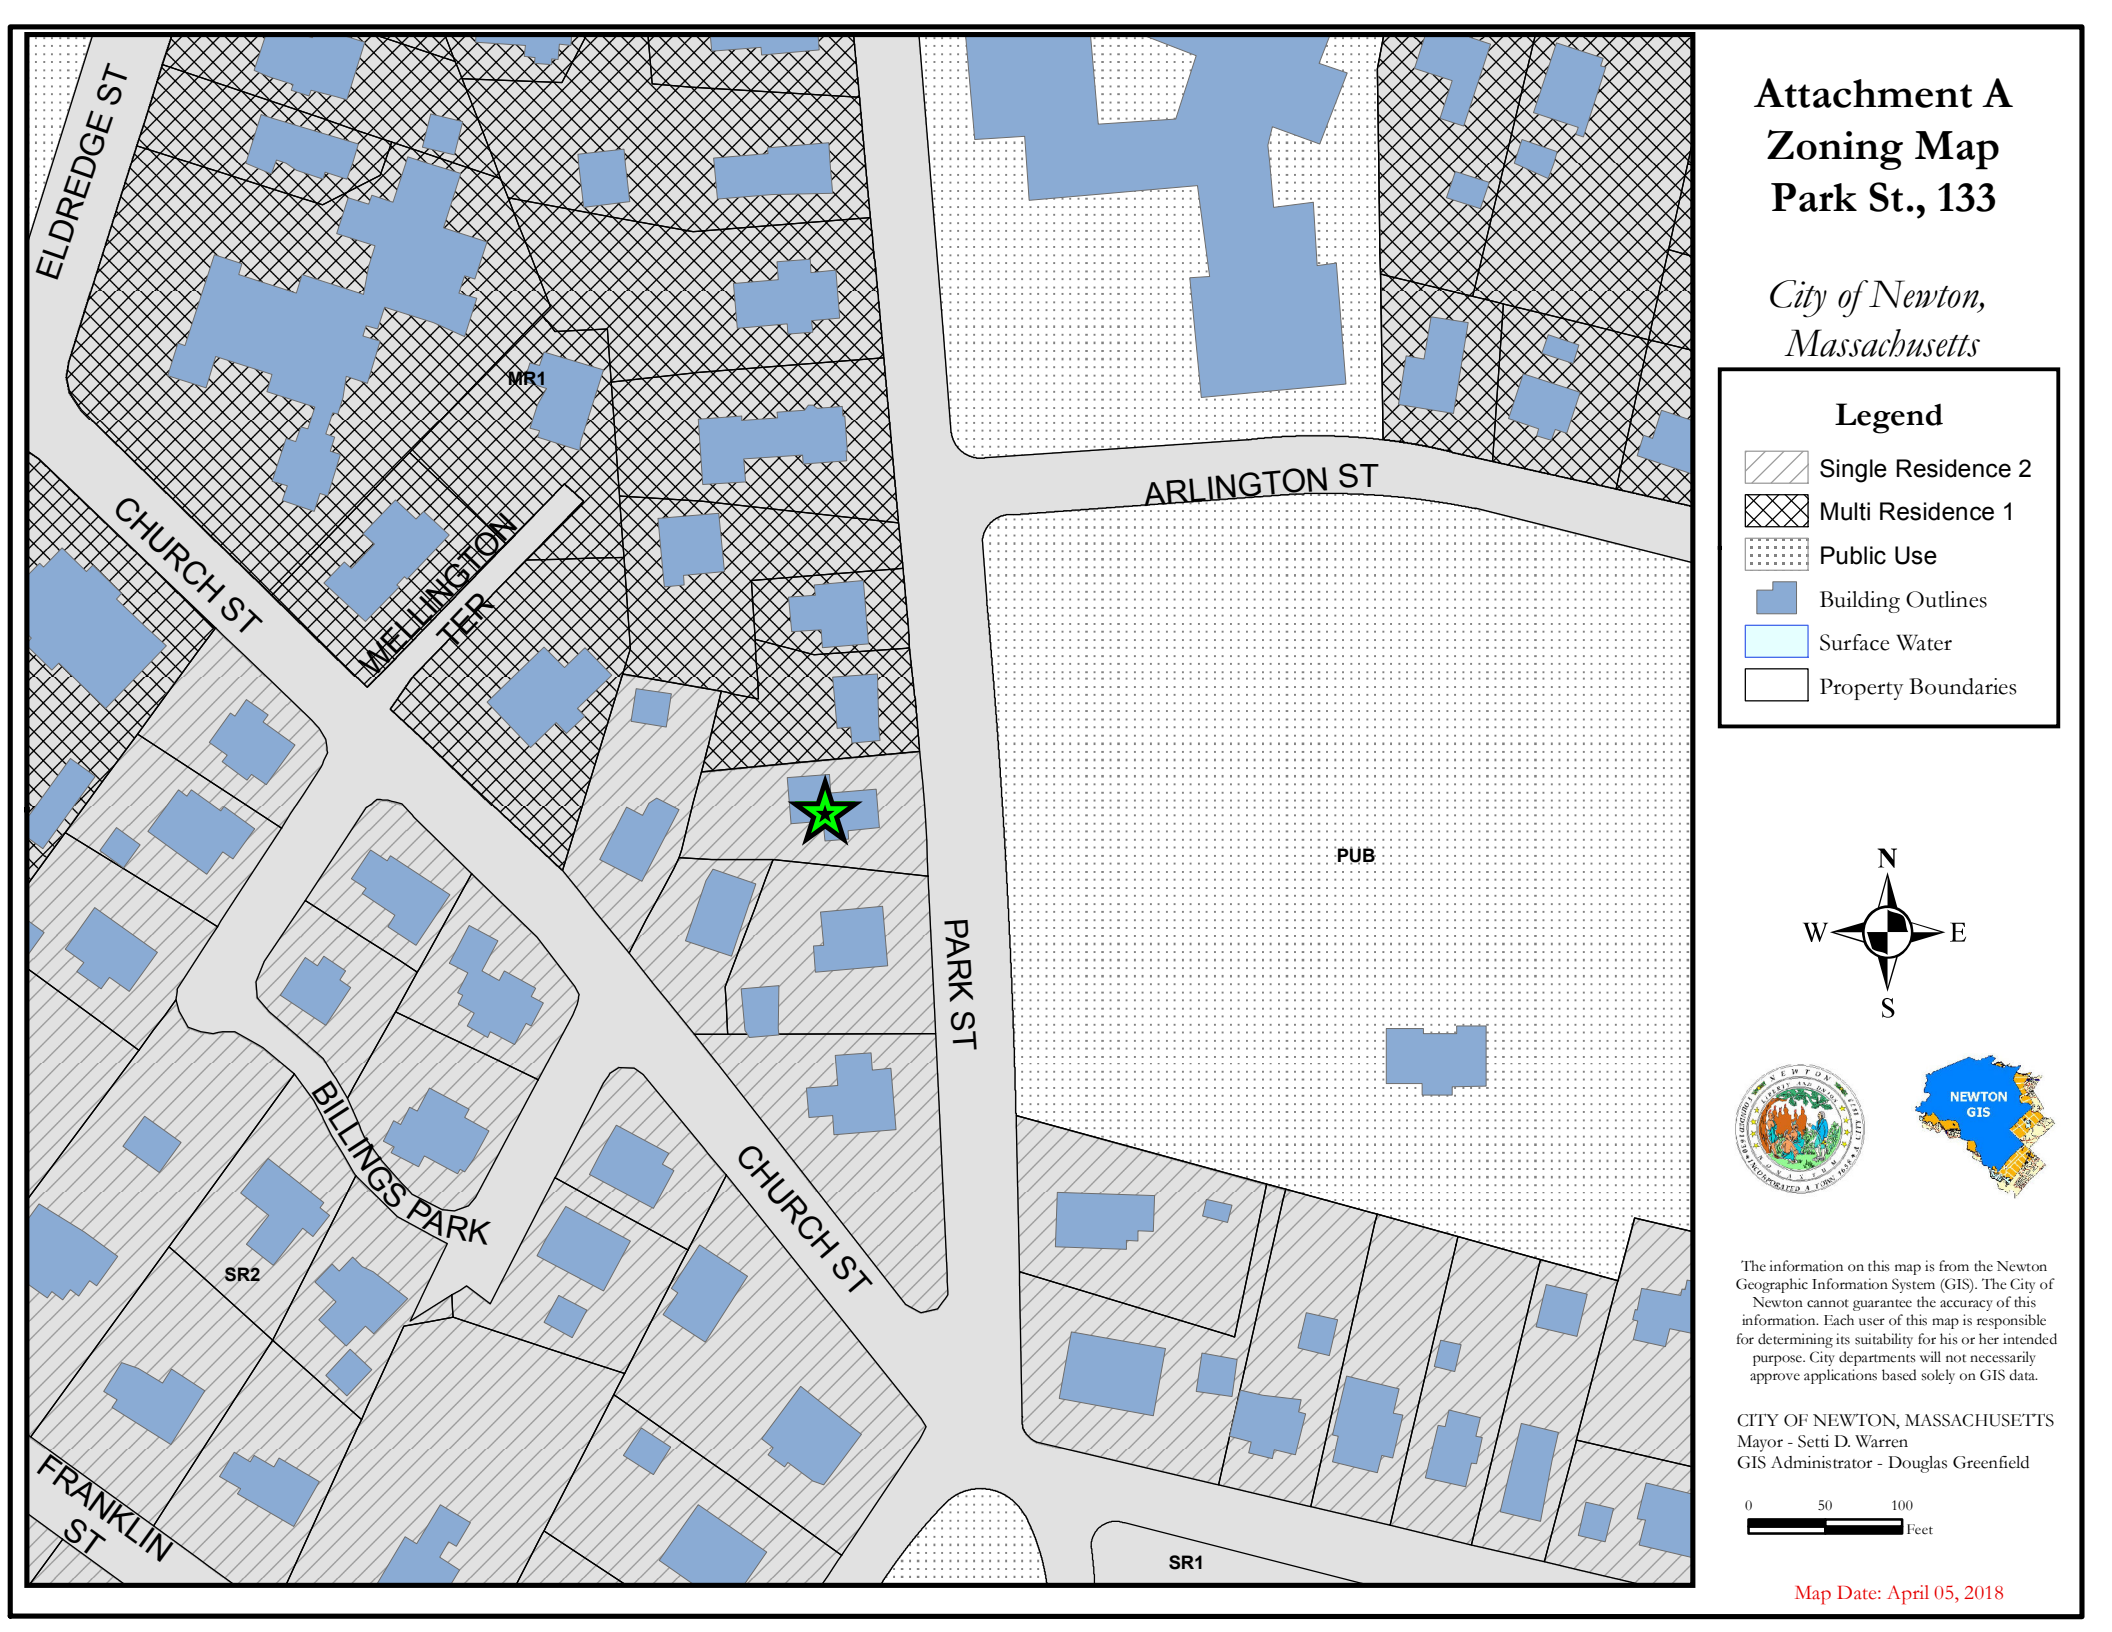 ELDREDGE ST
MR1
CHURCH ST
WELLINGTON
TER
ARLINGTON ST
PUB
PARK ST
BILLINGS PARK
CHURCH ST
SR2
FRANKLIN
ST
SR1
Attachment A
Zoning Map
Park St., 133
City of Newton,
Massachusetts
Legend
Single Residence 2
Multi Residence 1
Public Use
Building Outlines
Surface Water
Property Boundaries
N
W
E
S
NEWTON
GIS
The information on this map is from the Newton
Geographic Information System (GIS). The City of
Newton cannot guarantee the accuracy of this
information. Each user of this map is responsible
for determining its suitability for his or her intended
purpose. City departments will not necessarily
approve applications based solely on GIS data.
CITY OF NEWTON, MASSACHUSETTS
Mayor - Setti D. Warren
GIS Administrator - Douglas Greenfield
0 50 100
Feet
Map Date: April 05, 2018